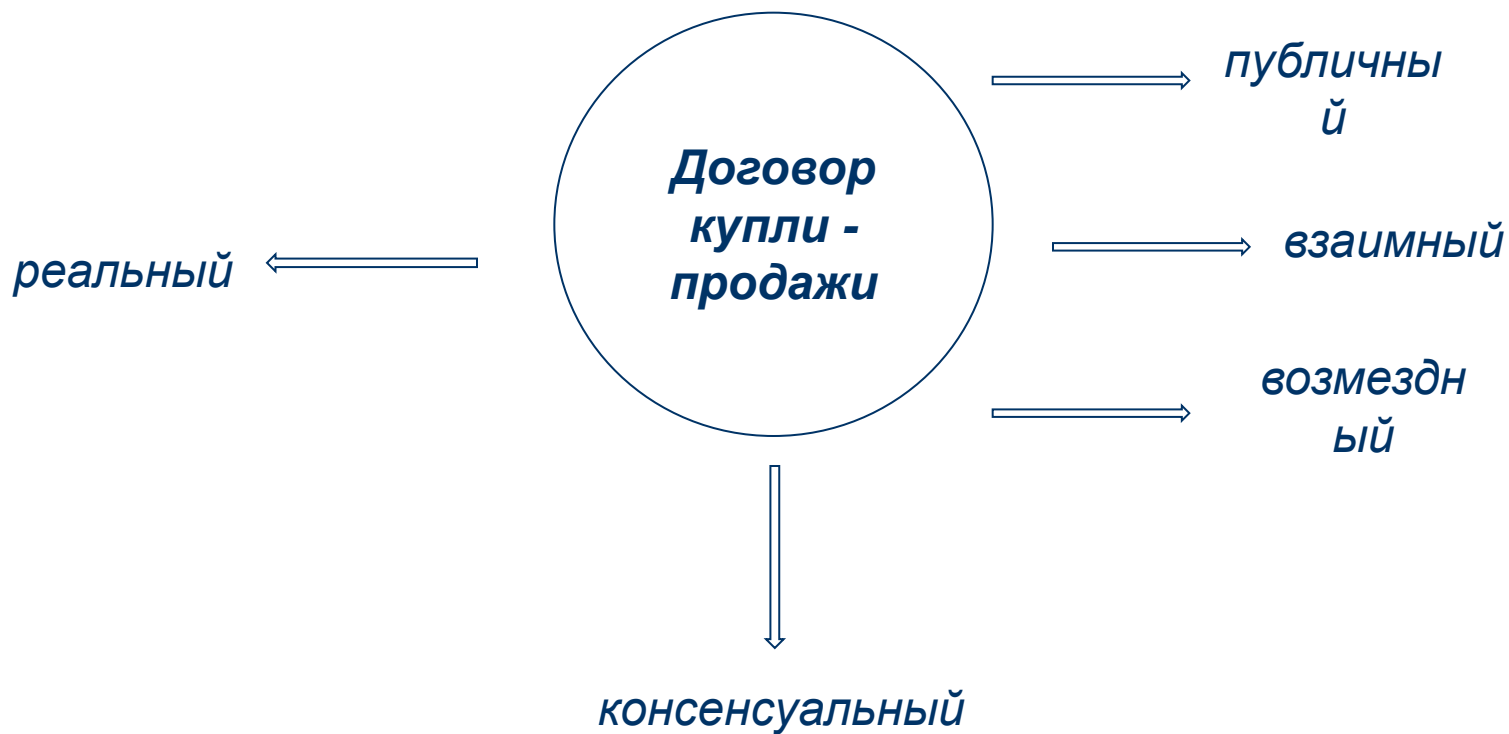 Договор
купли -
продажи
публичны
й
взаимный
возмездн
ый
реальный
консенсуальный